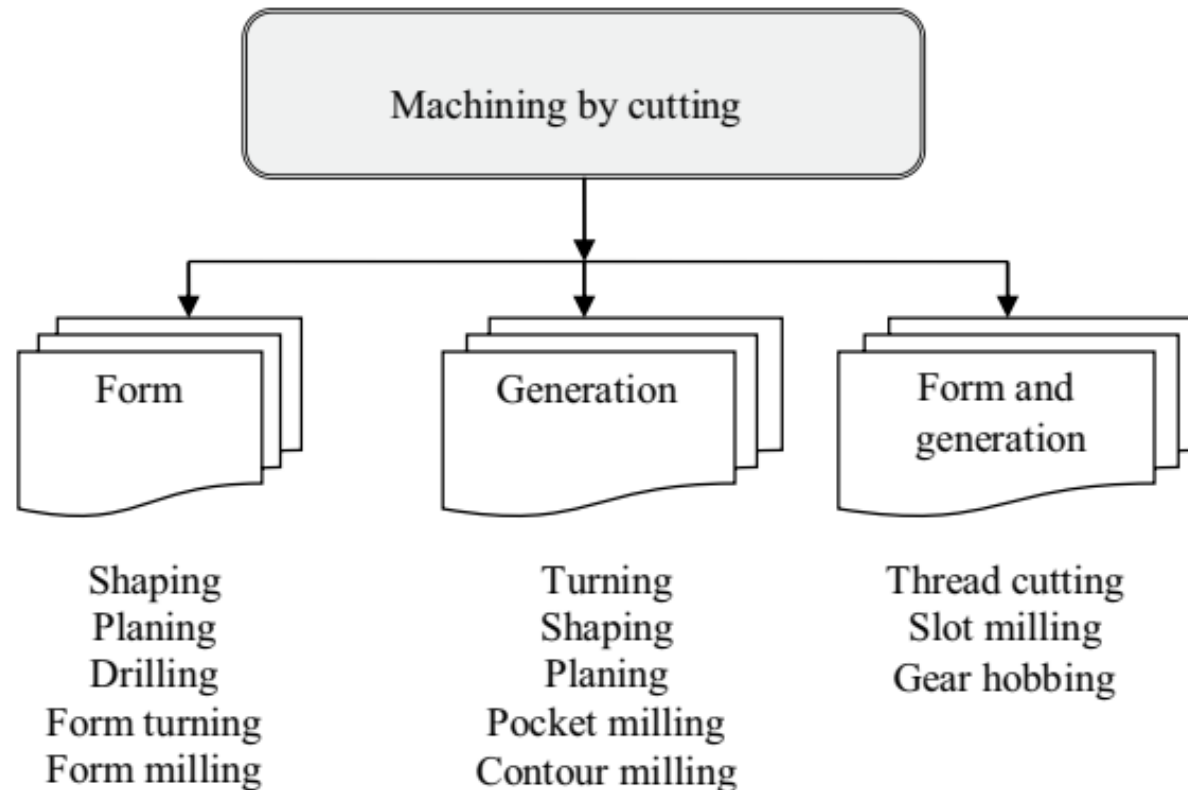 Machining by cutting
Form
Generation
Form and
generation
Shaping
Planing
Drilling
Form turning
Form milling
Turning
Shaping
Planing
Pocket milling
Contour milling
Thread cutting
Slot milling
Gear hobbing